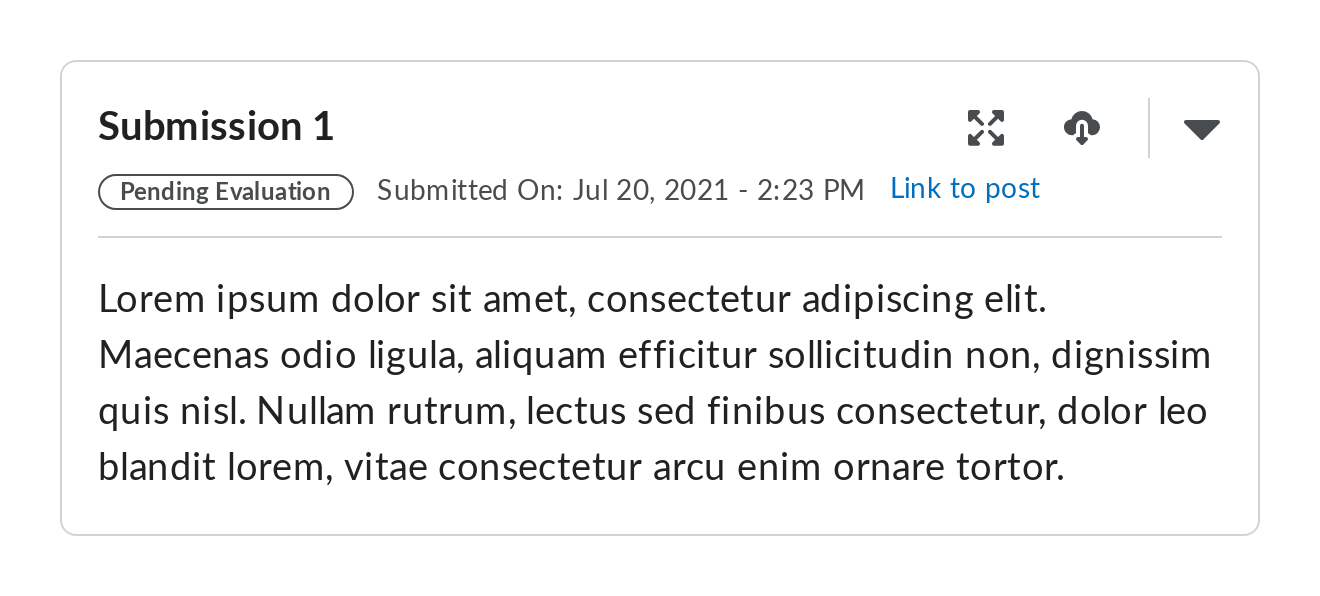 Submission 1
Pending Evaluation Submitted On: Jul 20, 2021 - 2:23 PM Link to post
Lorem ipsum dolor sit amet, consectetur adipiscing elit.
Maecenas odio ligula, aliquam efficitur sollicitudin non, dignissim
quis nisl. Nullam rutrum, lectus sed finibus consectetur, dolor leo
blandit lorem, vitae consectetur arcu enim ornare tortor.